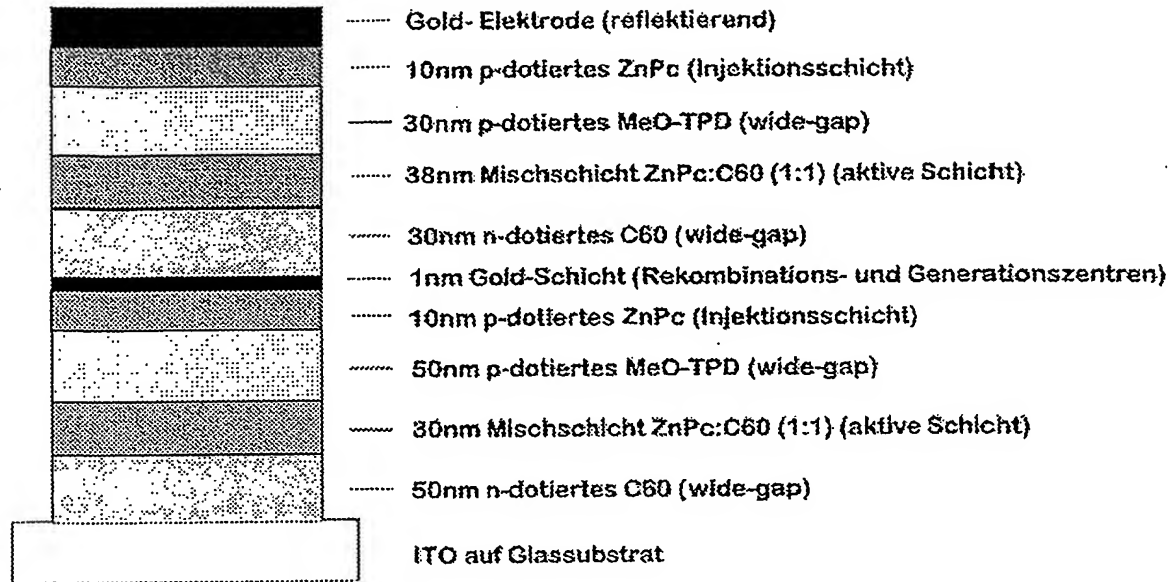 Gold-Elektrode (reflektierend)
10nm p-dotiertes ZnPc (Injektionsschicht)
30nm p-dotiertes MeO-TPD (wide-gap)
38nm Mischschicht ZnPc:C60 (1:1) (aktive Schicht)
30nm n-dotiertes C60 (wide-gap)
1nm Gold-Schicht (Rekombinations- und Generationszentren)
10nm p-dotiertes ZnPc (Injektionsschicht)
50nm p-dotiertes MeO-TPD (wide-gap)
30nm Mischschicht ZnPc:C60 (1:1) (aktive Schicht)
50nm n-dotiertes C60 (wide-gap)
ITO auf Glassubstrat